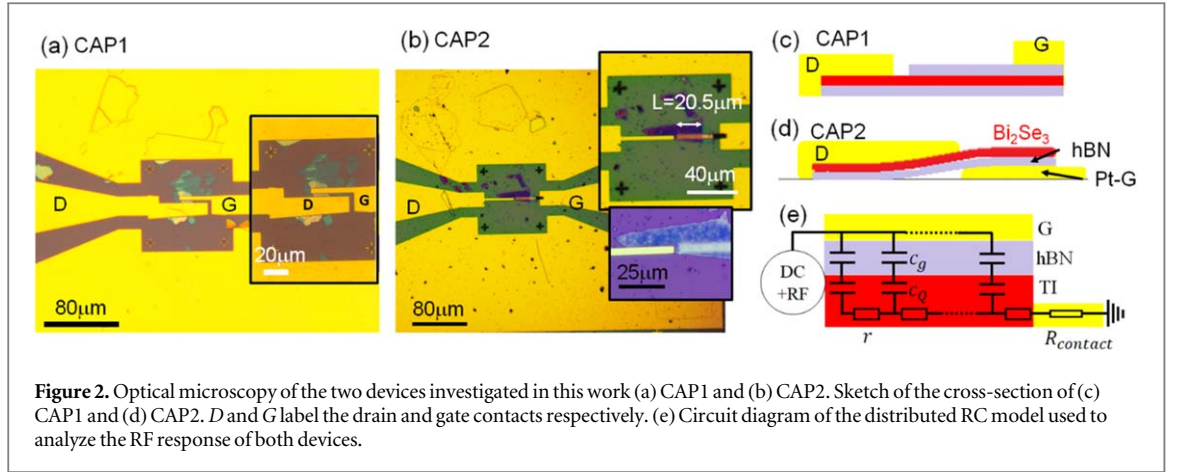 (a) CAP1
D
G
D
G
20μm
80μm
(b) CAP2
D
G
L=20.5μm
40μm
25μm
80μm
(c) CAP1
D
G
(d) CAP2
D
Bi₂Se₃
hBN
Pt-G
(e)
G
hBN
TI
DC
+RF
c_g
c_Q
r
R_contact
Figure 2. Optical microscopy of the two devices investigated in this work (a) CAP1 and (b) CAP2. Sketch of the cross-section of (c)
CAP1 and (d) CAP2. D and G label the drain and gate contacts respectively. (e) Circuit diagram of the distributed RC model used to
analyze the RF response of both devices.